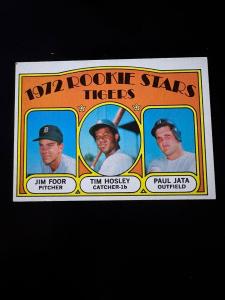 1972 ROOKIE STARS
TIGERS
JIM FOOR
PITCHER
TIM HOSLEY
CATCHER-1b
PAUL JATA
OUTFIELD